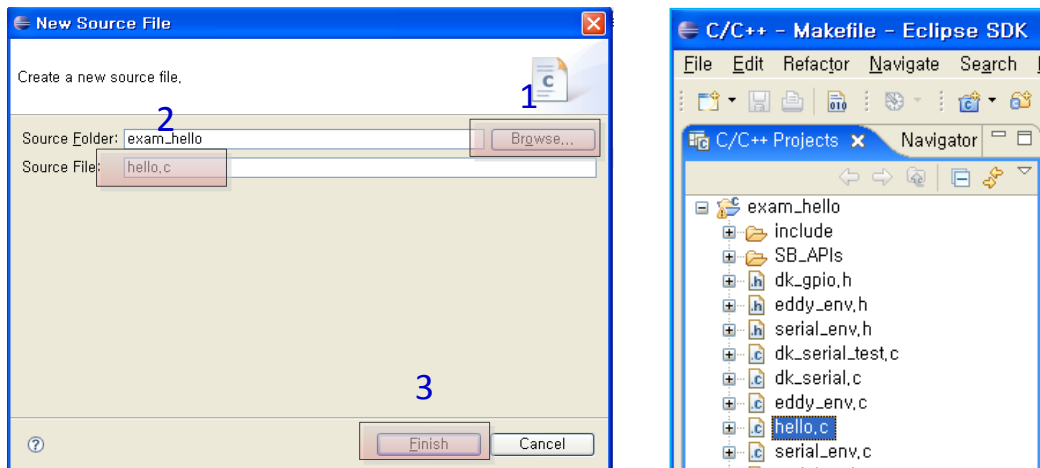 New Source File
Create a new source file.
1
2
Source Folder: exam_hello Browse...
Source File: hello.c
3
Finish Cancel
C/C++ - Makefile - Eclipse SDK
File Edit Refactor Navigate Search
C/C++ Projects Navigator
exam_hello
include
SB_APIs
dk_gpio.h
eddy_env.h
serial_env.h
dk_serial_test.c
dk_serial.c
eddy_env.c
hello.c
serial_env.c